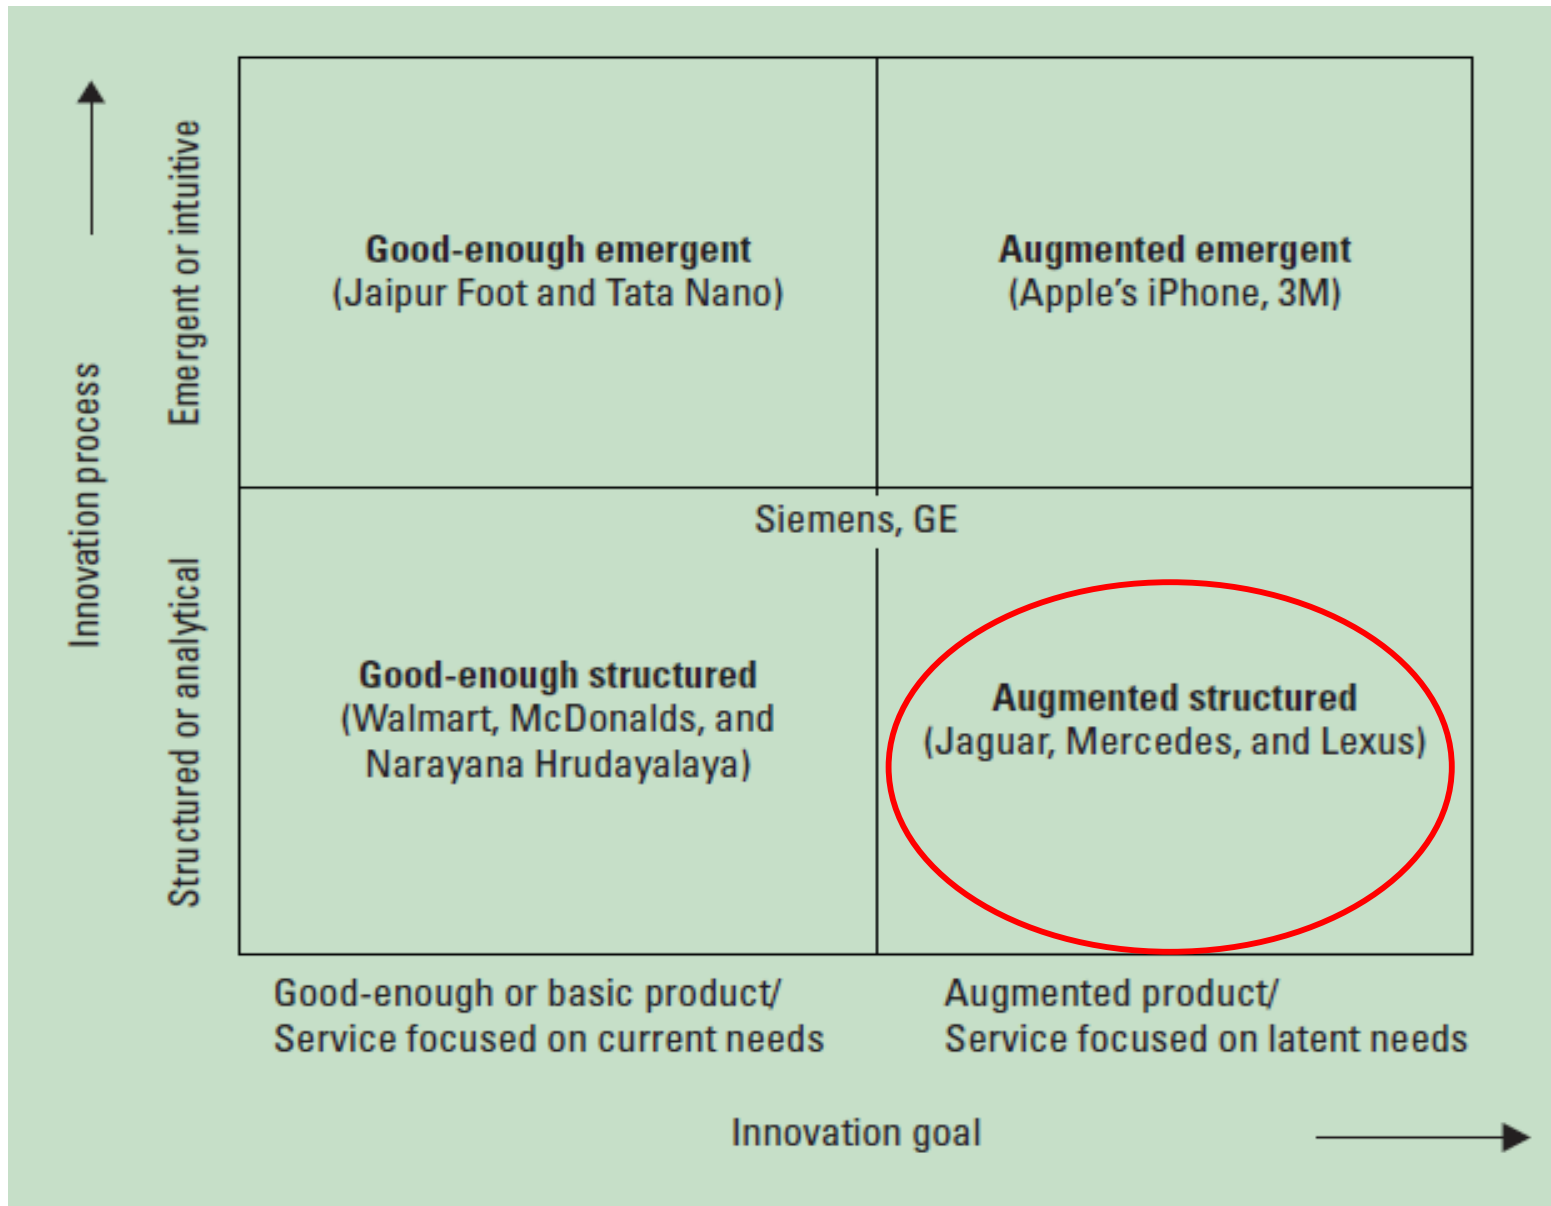 Innovation process
Emergent or intuitive
Structured or analytical
Good-enough emergent
(Jaipur Foot and Tata Nano)
Augmented emergent
(Apple's iPhone, 3M)
Siemens, GE
Good-enough structured
(Walmart, McDonalds, and
Narayana Hrudayalaya)
Augmented structured
(Jaguar, Mercedes, and Lexus)
Good-enough or basic product/
Service focused on current needs
Augmented product/
Service focused on latent needs
Innovation goal